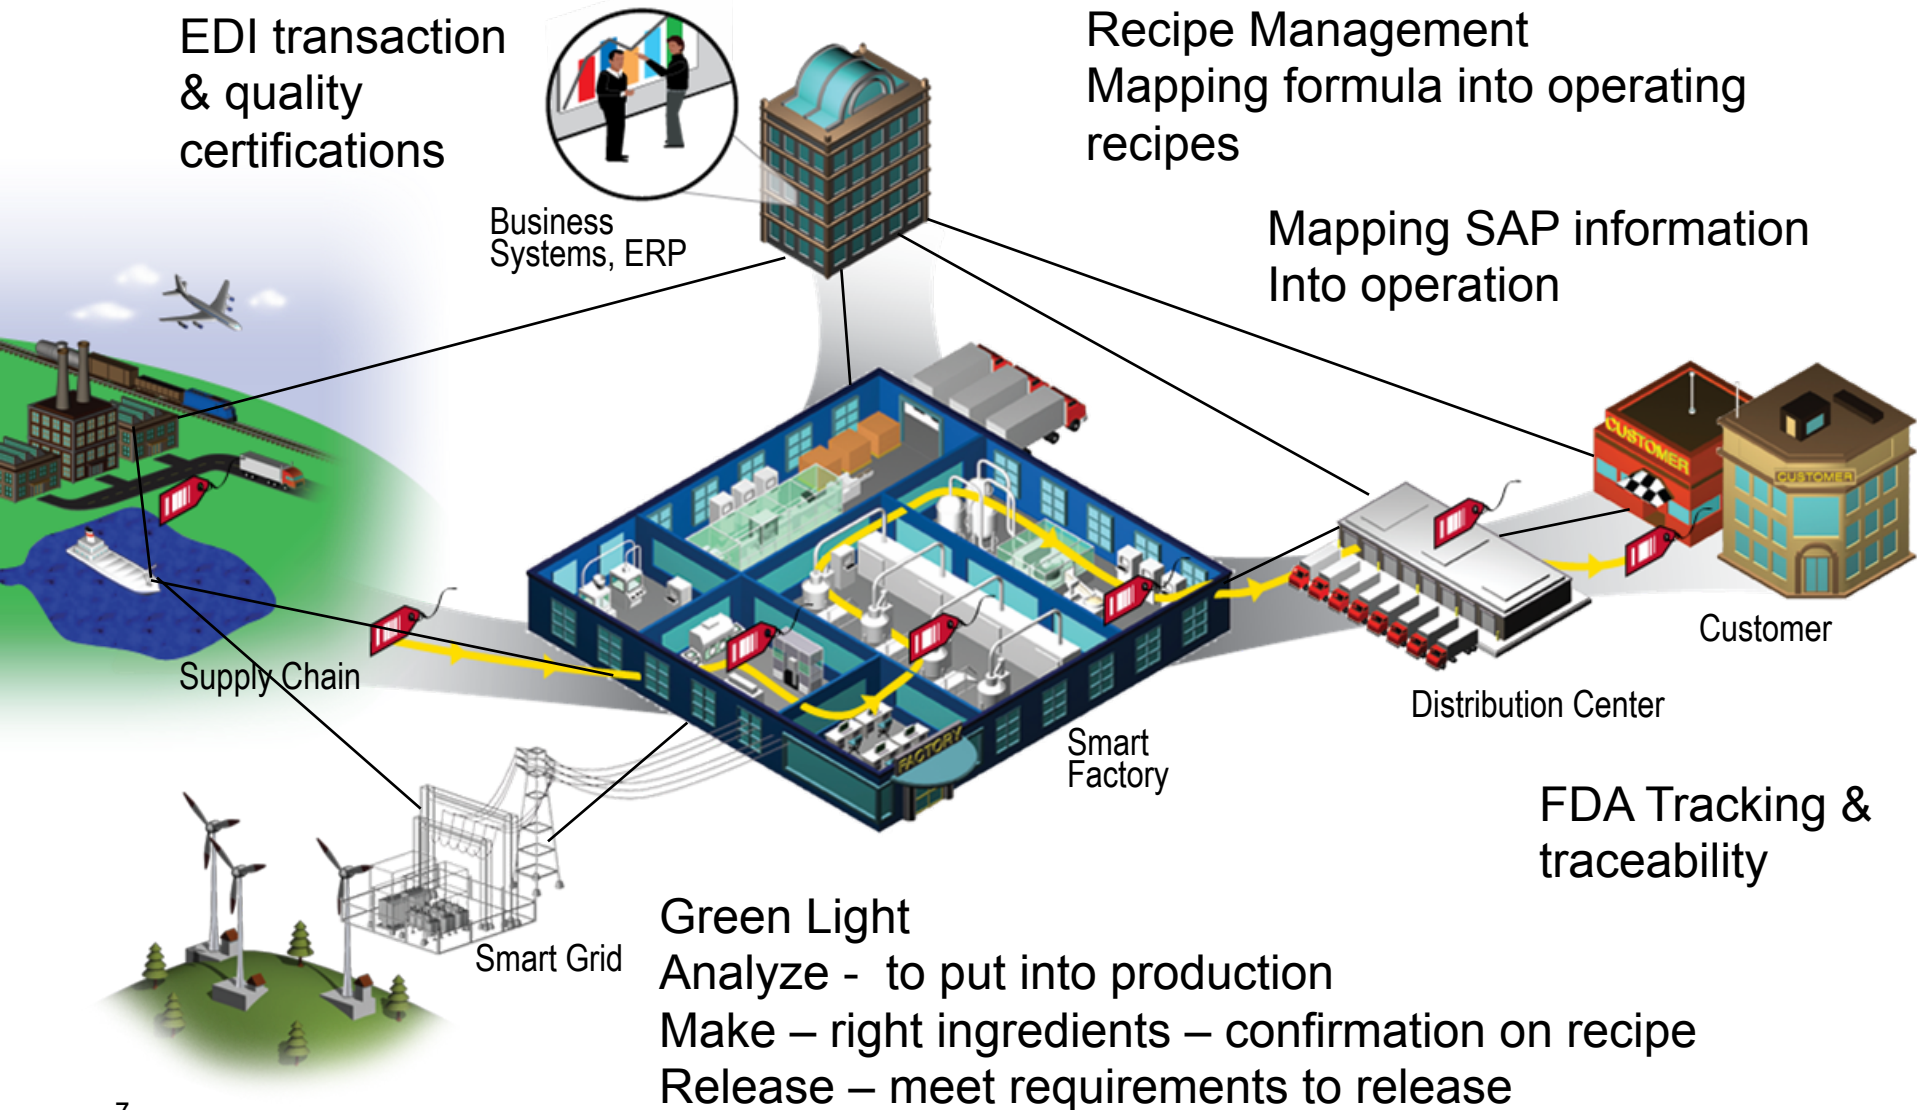 EDI transaction
& quality
certifications
Recipe Management
Mapping formula into operating
recipes
Business
Systems, ERP
Mapping SAP information
Into operation
CUSTOMER
CUSTOMER
Customer
Supply Chain
Distribution Center
FACTORY
Smart
Factory
FDA Tracking &
traceability
Smart Grid
Green Light
Analyze - to put into production
Make – right ingredients – confirmation on recipe
Release – meet requirements to release
7